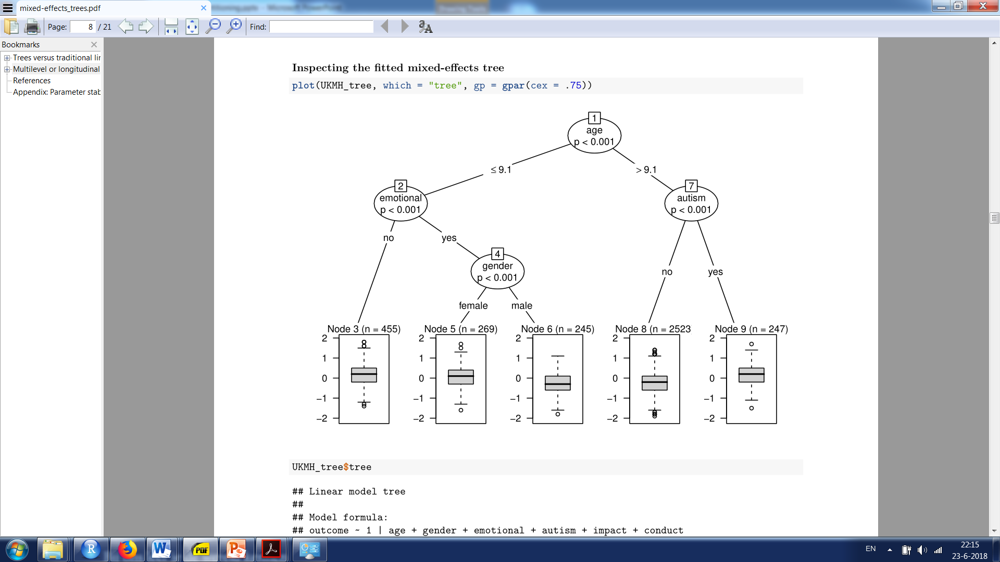 mixed-effects_trees.pdf
Page: 8 / 21
Find:
Bookmarks
Trees versus traditional lir
Multilevel or longitudinal
References
Appendix: Parameter stab
Inspecting the fitted mixed-effects tree
plot(UKMH_tree, which = "tree", gp = gpar(cex = .75))
1
age
p < 0.001
≤ 9.1
> 9.1
2
emotional
p < 0.001
7
autism
p < 0.001
no
yes
4
gender
p < 0.001
no
yes
female
male
Node 3 (n = 455)
2
1
0
−1
−2
Node 5 (n = 269)
2
1
0
−1
−2
Node 6 (n = 245)
2
1
0
−1
−2
Node 8 (n = 2523
2
1
0
−1
−2
Node 9 (n = 247)
2
1
0
−1
−2
UKMH_tree$tree
## Linear model tree
##
## Model formula:
## outcome ~ 1 | age + gender + emotional + autism + impact + conduct
EN
22:15
23-6-2018